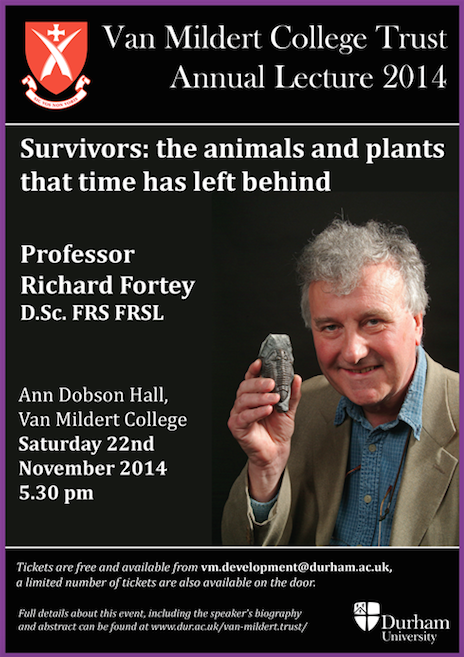 Van Mildert College Trust
Annual Lecture 2014
SIC VOS NON VOBIS
Survivors: the animals and plants
that time has left behind
Professor
Richard Fortey
D.Sc. FRS FRSL
Ann Dobson Hall,
Van Mildert College
Saturday 22nd
November 2014
5.30 pm
Tickets are free and available from vm.development@durham.ac.uk,
a limited number of tickets are also available on the door.
Full details about this event, including the speaker's biography
and abstract can be found at www.dur.ac.uk/van-mildert.trust/
Durham
University